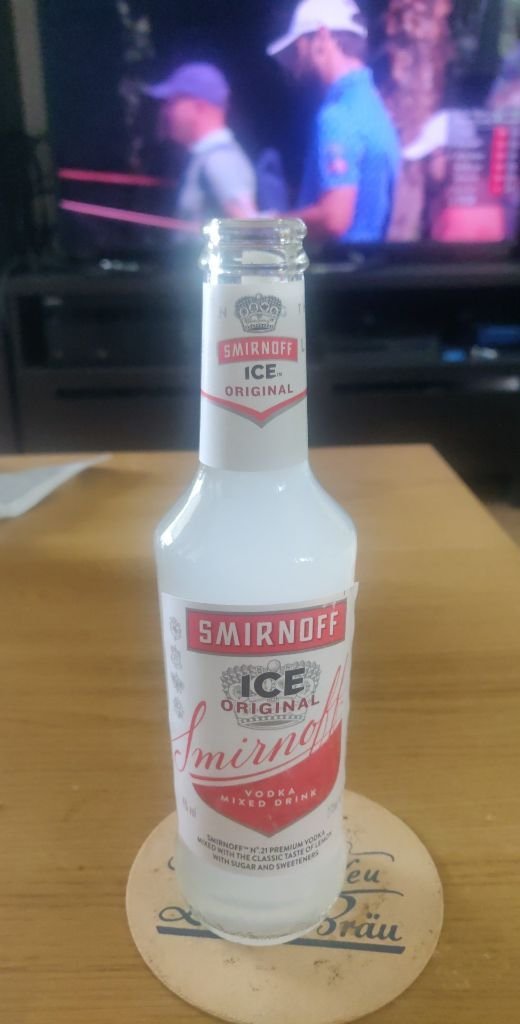 SMIRNOFF
ICE
ORIGINAL
SMIRNOFF
ICE
ORIGINAL
Smirnoff
VODKA
MIXED DRINK
SMIRNOFF™ Nº.21 PREMIUM VODKA
MIXED WITH THE CLASSIC TASTE OF LEMON
WITH SUGAR AND SWEETENERS
Bräu